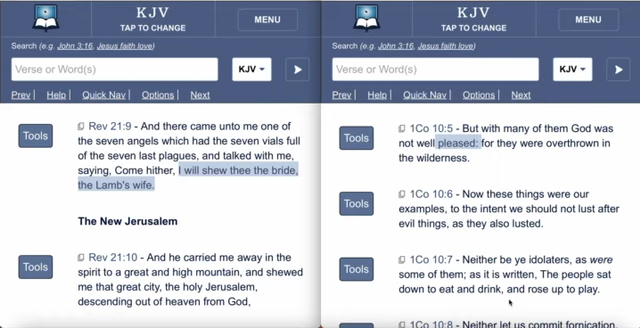 KJV
TAP TO CHANGE
MENU
Search (e.g. John 3:16, Jesus faith love)
Verse or Word(s)
KJV
Prev | Help | Quick Nav | Options | Next
Tools
Rev 21:9 - And there came unto me one of
the seven angels which had the seven vials full
of the seven last plagues, and talked with me,
saying, Come hither, I will shew thee the bride,
the Lamb's wife.
The New Jerusalem
Tools
Rev 21:10 - And he carried me away in the
spirit to a great and high mountain, and shewed
me that great city, the holy Jerusalem,
descending out of heaven from God,
KJV
TAP TO CHANGE
MENU
Search (e.g. John 3:16, Jesus faith love)
Verse or Word(s)
KJV
Prev | Help | Quick Nav | Options | Next
Tools
1Co 10:5 - But with many of them God was
not well pleased: for they were overthrown in
the wilderness.
Tools
1Co 10:6 - Now these things were our
examples, to the intent we should not lust after
evil things, as they also lusted.
Tools
1Co 10:7 - Neither be ye idolaters, as were
some of them; as it is written, The people sat
down to eat and drink, and rose up to play.
1Co 10:8 - Neither let us commit fornication,